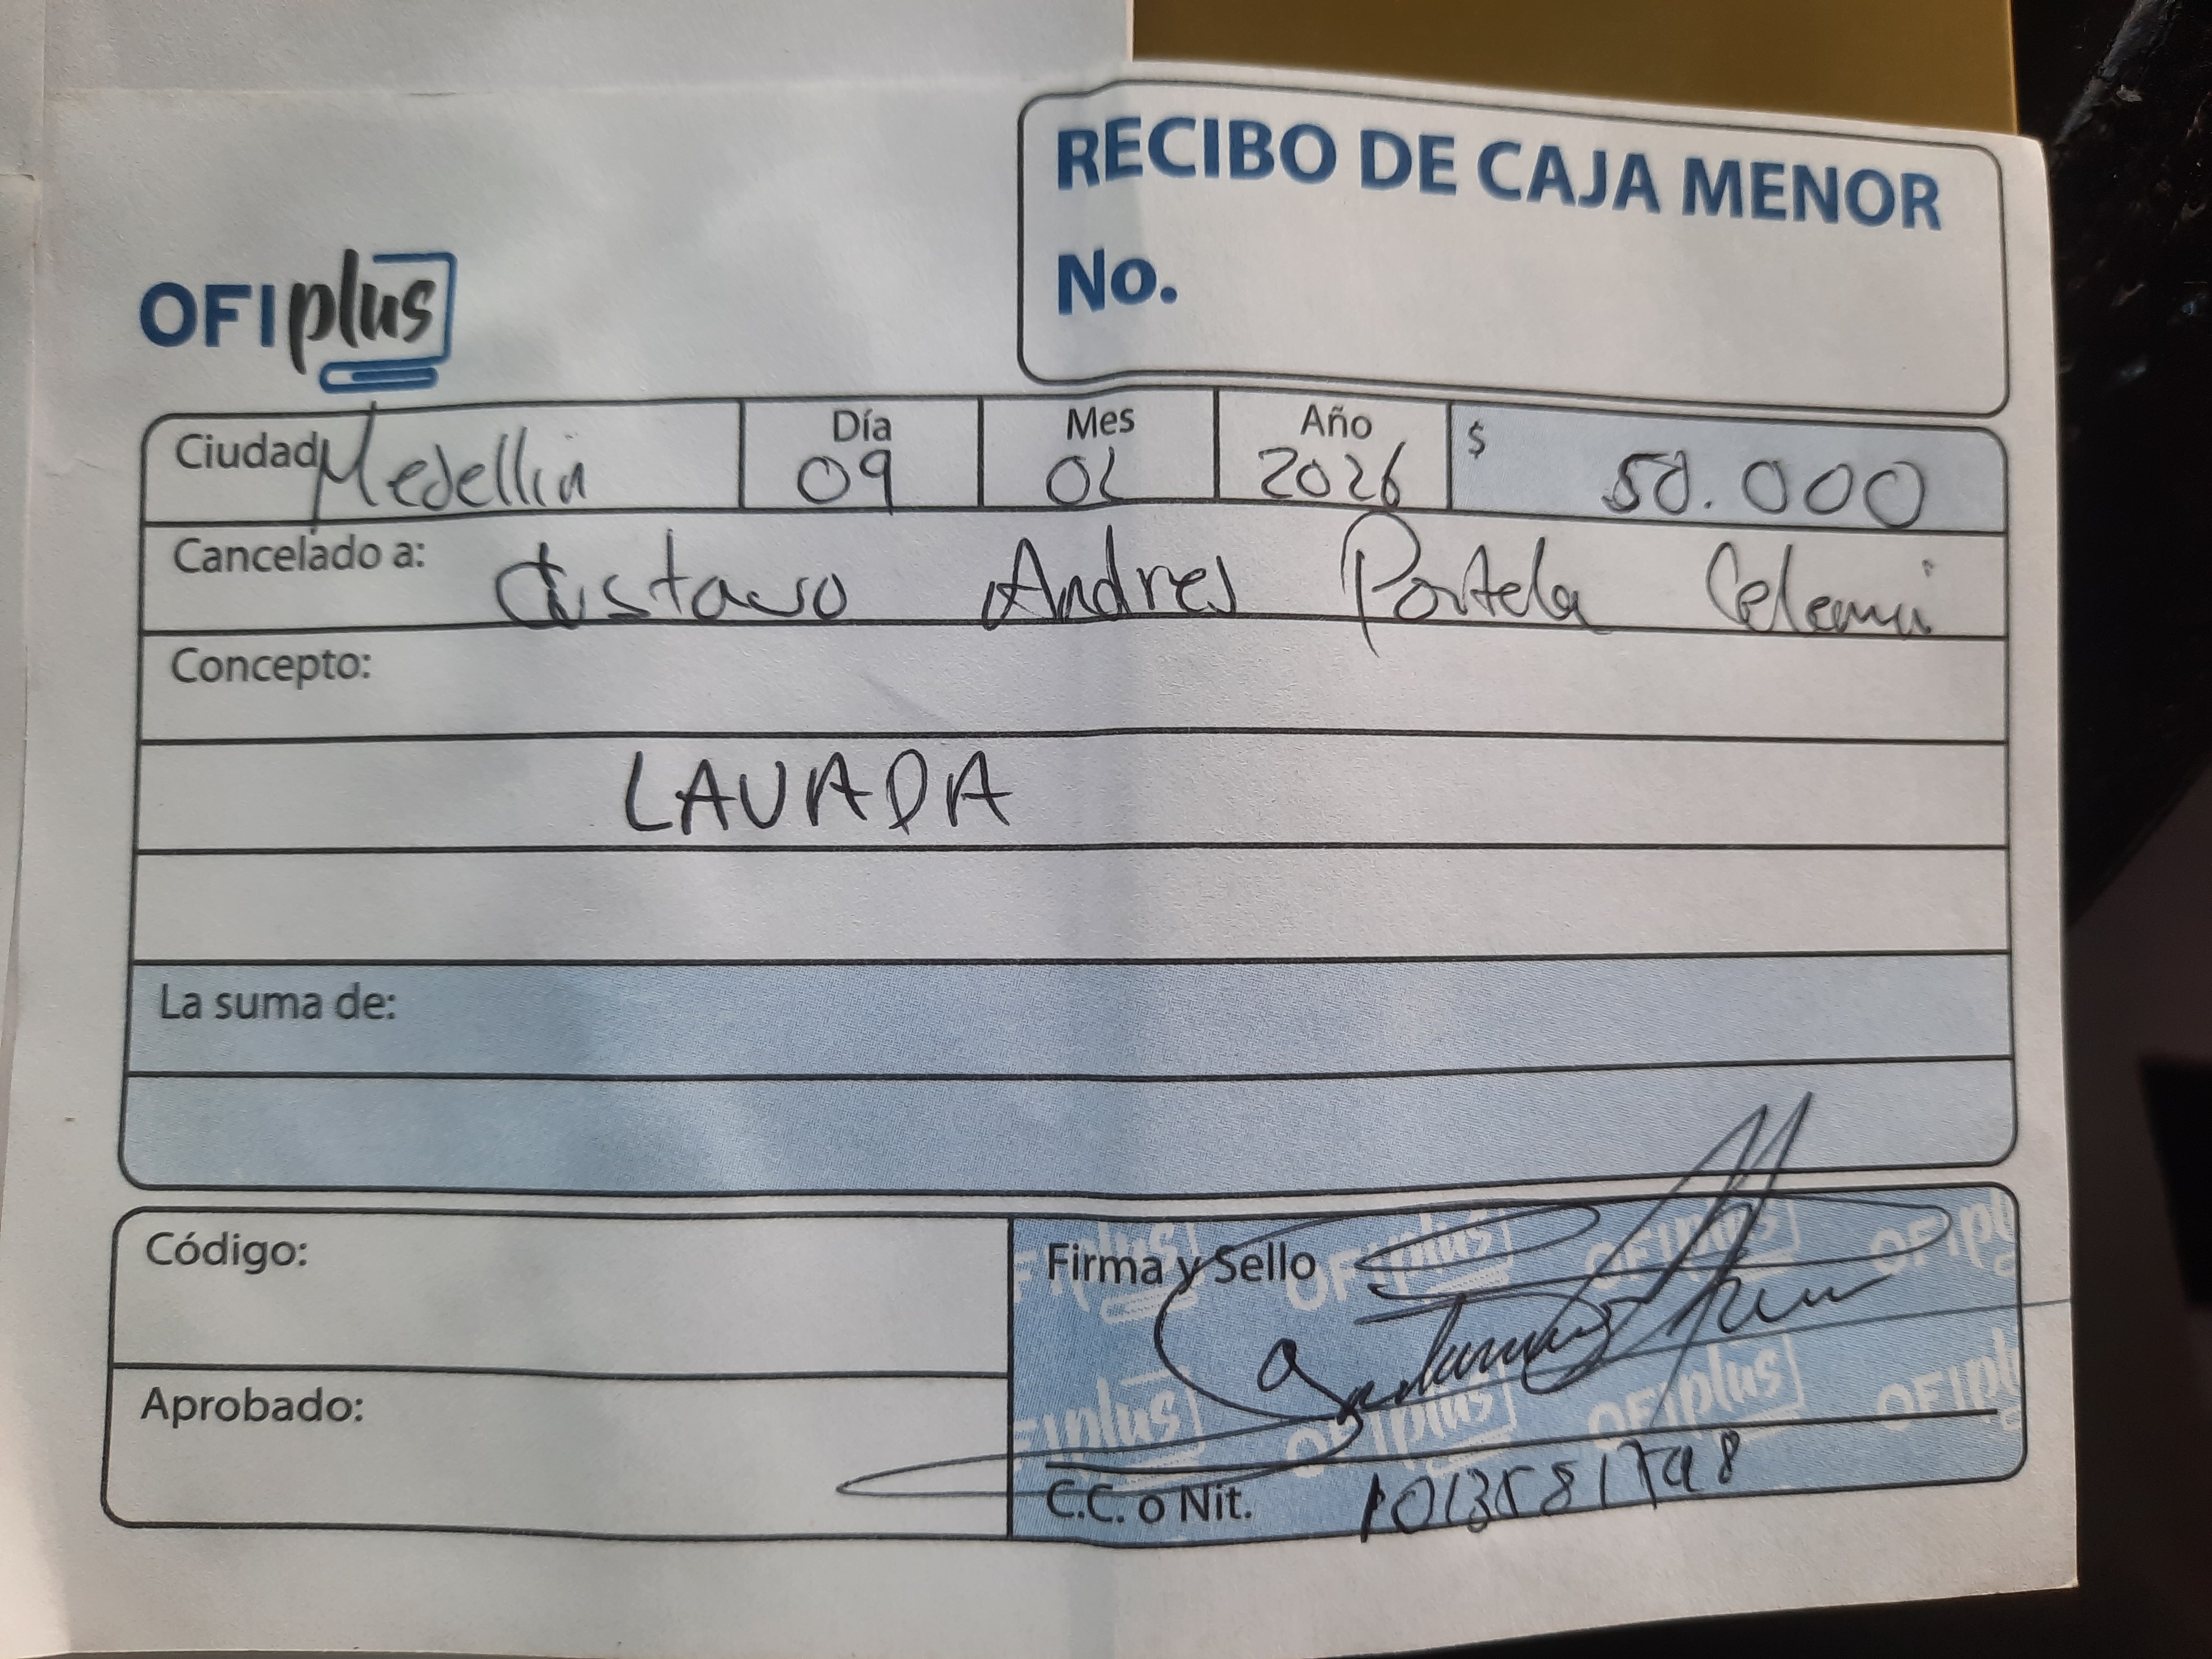 RECIBO DE CAJA MENOR
No.
OFIplus
Ciudad Medellin Día 09 Mes 02 Año 2026 $ 50.000
Cancelado a: Gustavo Andres Portela
Concepto:
LAVADA
La suma de:
Código:
Firma y Sello
Aprobado:
C.C. o Nit.